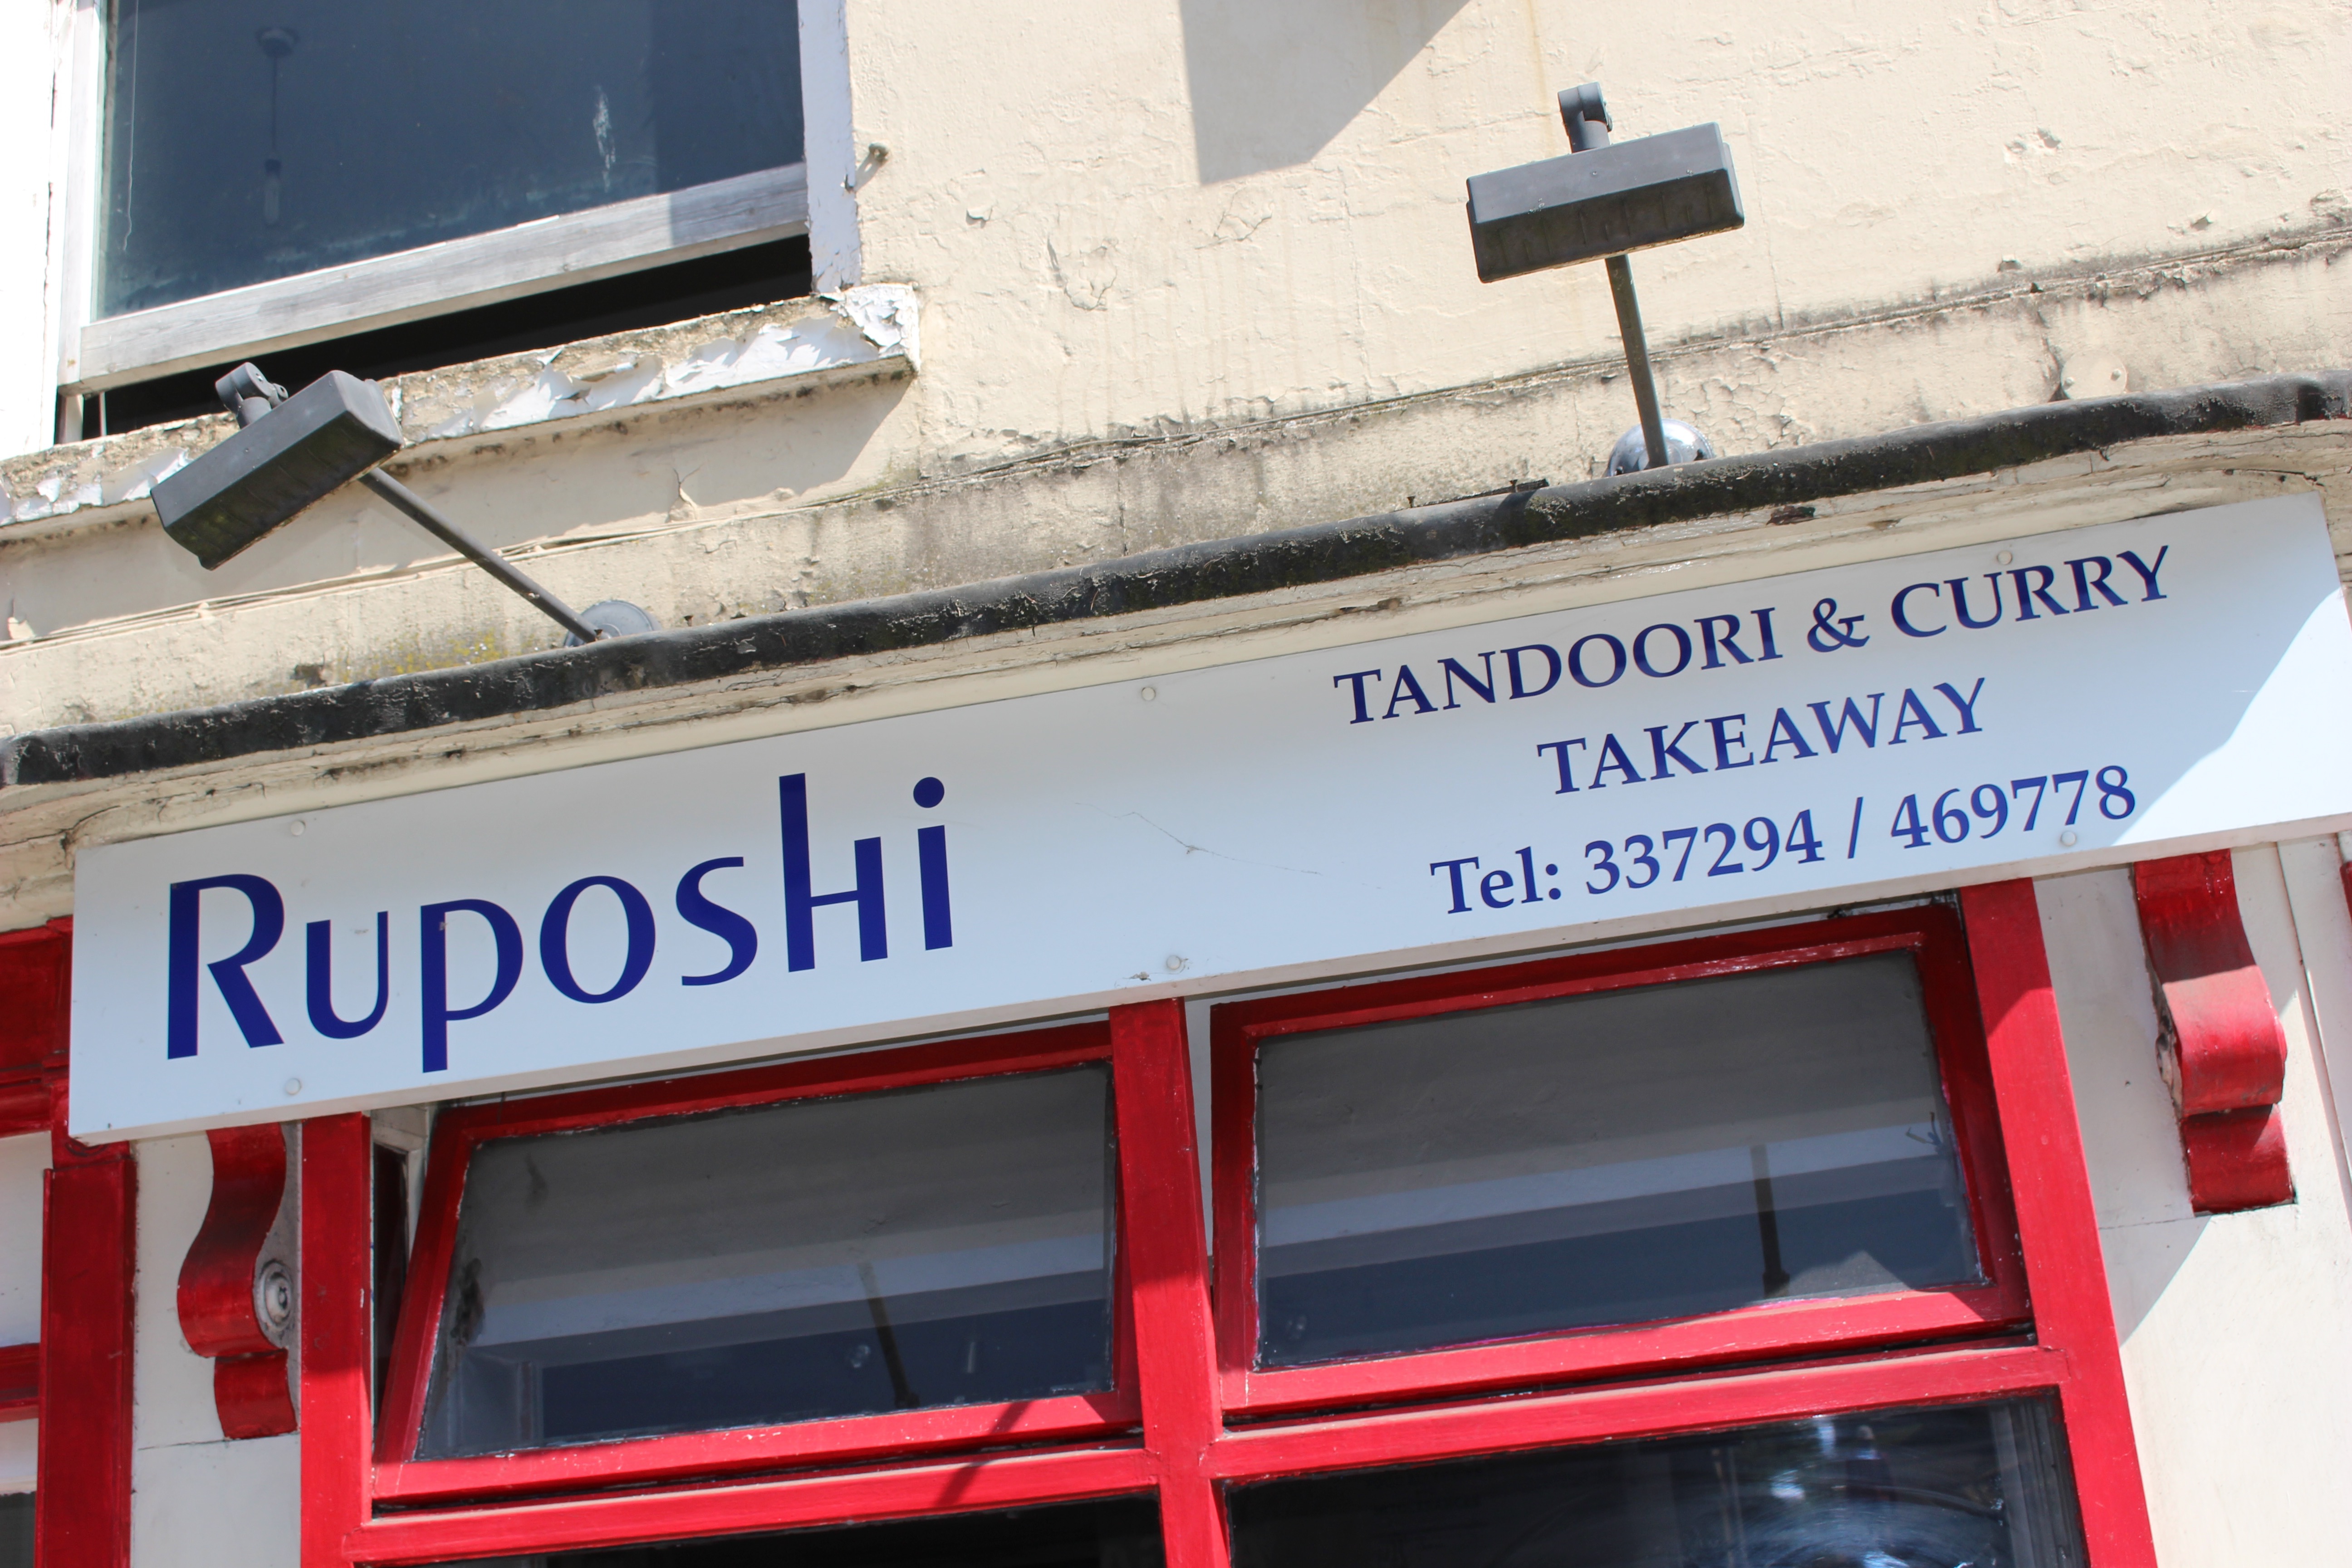 Ruposhi
TANDOORI & CURRY
TAKEAWAY
Tel: 337294 / 469778